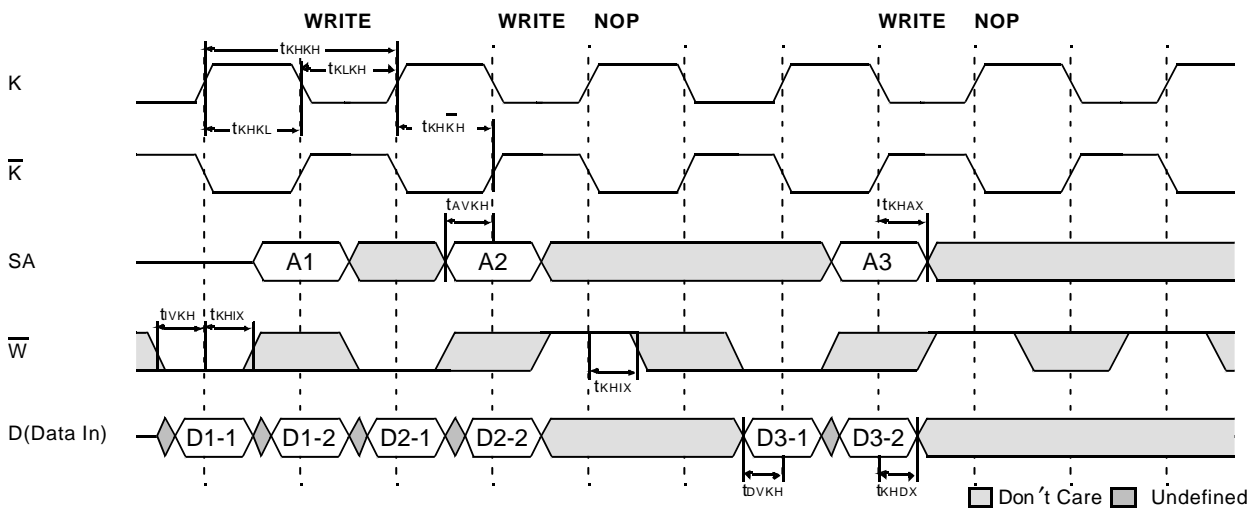 WRITE WRITE NOP WRITE NOP
tKHKH
tKLKH
K
tKHKL tKHK̅H
K̅
tAVKH tKHAX
SA A1 A2 A3
tIVKH tKHIX
W̅
tKHIX
D(Data In) D1-1 D1-2 D2-1 D2-2 D3-1 D3-2
tDVKH tKHDX
Don′t Care Undefined